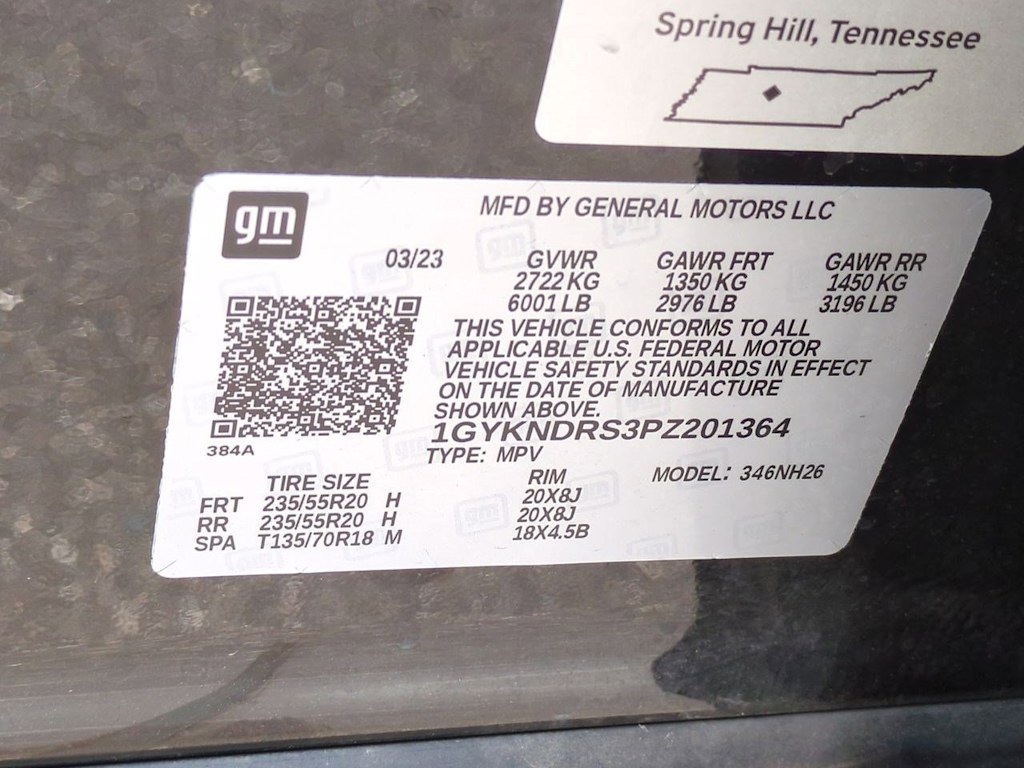 Spring Hill, Tennessee
gm
MFD BY GENERAL MOTORS LLC
03/23 GVWR GAWR FRT GAWR RR
2722 KG 1350 KG 1450 KG
6001 LB 2976 LB 3196 LB
THIS VEHICLE CONFORMS TO ALL
APPLICABLE U.S. FEDERAL MOTOR
VEHICLE SAFETY STANDARDS IN EFFECT
ON THE DATE OF MANUFACTURE
SHOWN ABOVE.
1GYKNDRS3PZ201364
384A
TYPE: MPV
TIRE SIZE RIM MODEL: 346NH26
FRT 235/55R20 H 20X8J
RR 235/55R20 H 20X8J
SPA T135/70R18 M 18X4.5B